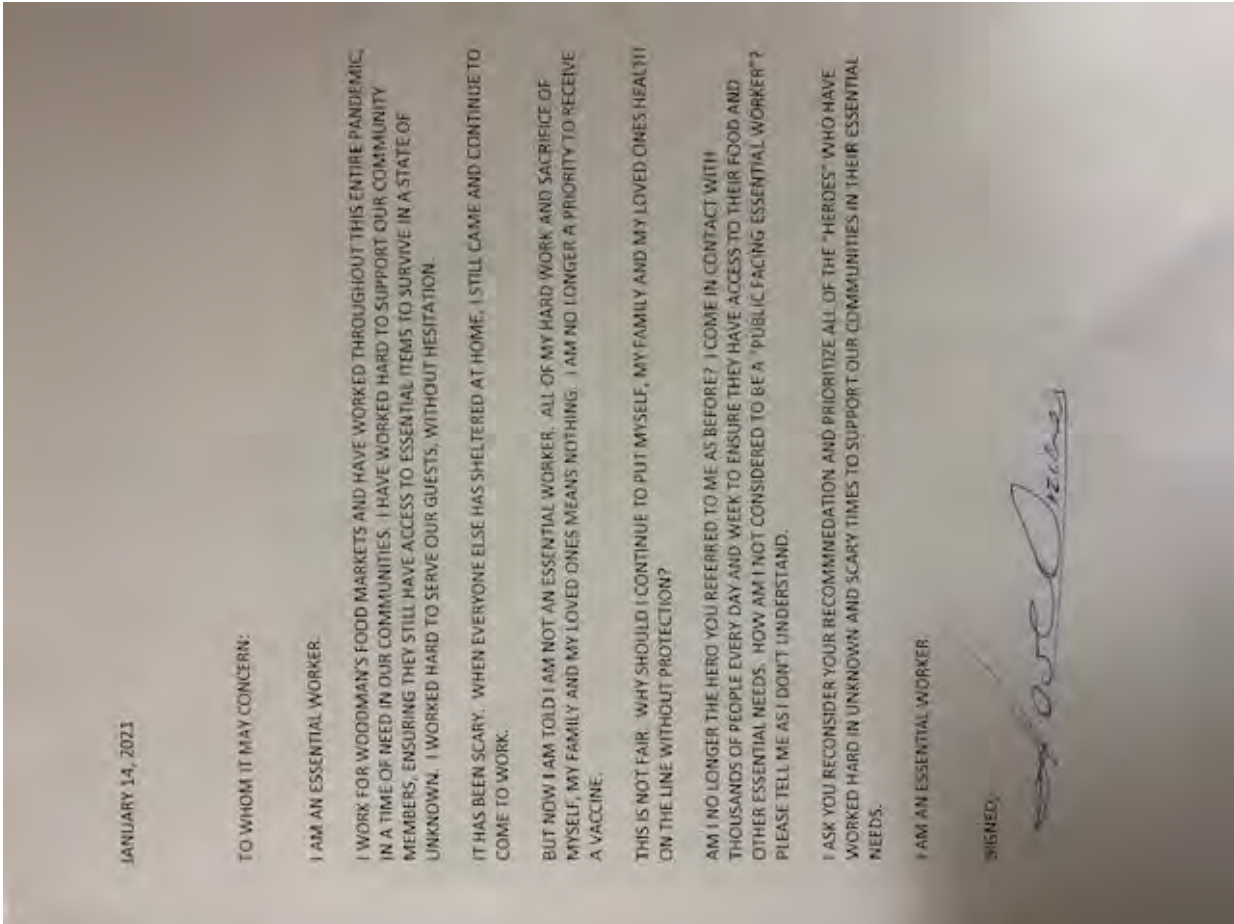 JANUARY 14, 2021
TO WHOM IT MAY CONCERN:
I AM AN ESSENTIAL WORKER.
I WORK FOR WOODMAN'S FOOD MARKETS AND HAVE WORKED THROUGHOUT THIS ENTIRE PANDEMIC,
IN A TIME OF NEED IN OUR COMMUNITIES. I HAVE WORKED HARD TO SUPPORT OUR COMMUNITY
MEMBERS, ENSURING THEY STILL HAVE ACCESS TO ESSENTIAL ITEMS TO SURVIVE IN A STATE OF
UNKNOWN. I WORKED HARD TO SERVE OUR GUESTS, WITHOUT HESITATION.
IT HAS BEEN SCARY. WHEN EVERYONE ELSE HAS SHELTERED AT HOME, I STILL CAME AND CONTINUE TO
COME TO WORK.
BUT NOW I AM TOLD I AM NOT AN ESSENTIAL WORKER. ALL OF MY HARD WORK AND SACRIFICE OF
MYSELF, MY FAMILY AND MY LOVED ONES MEANS NOTHING. I AM NO LONGER A PRIORITY TO RECEIVE
A VACCINE.
THIS IS NOT FAIR. WHY SHOULD I CONTINUE TO PUT MYSELF, MY FAMILY AND MY LOVED ONES HEALTH
ON THE LINE WITHOUT PROTECTION?
AM I NO LONGER THE HERO YOU REFERRED TO ME AS BEFORE? I COME IN CONTACT WITH
THOUSANDS OF PEOPLE EVERY DAY AND WEEK TO ENSURE THEY HAVE ACCESS TO THEIR FOOD AND
OTHER ESSENTIAL NEEDS. HOW AM I NOT CONSIDERED TO BE A "PUBLIC FACING ESSENTIAL WORKER"?
PLEASE TELL ME AS I DON'T UNDERSTAND.
I ASK YOU RECONSIDER YOUR RECOMMNEDATION AND PRIORITIZE ALL OF THE "HEROES" WHO HAVE
WORKED HARD IN UNKNOWN AND SCARY TIMES TO SUPPORT OUR COMMUNITIES IN THEIR ESSENTIAL
NEEDS.
I AM AN ESSENTIAL WORKER.
SIGNED,